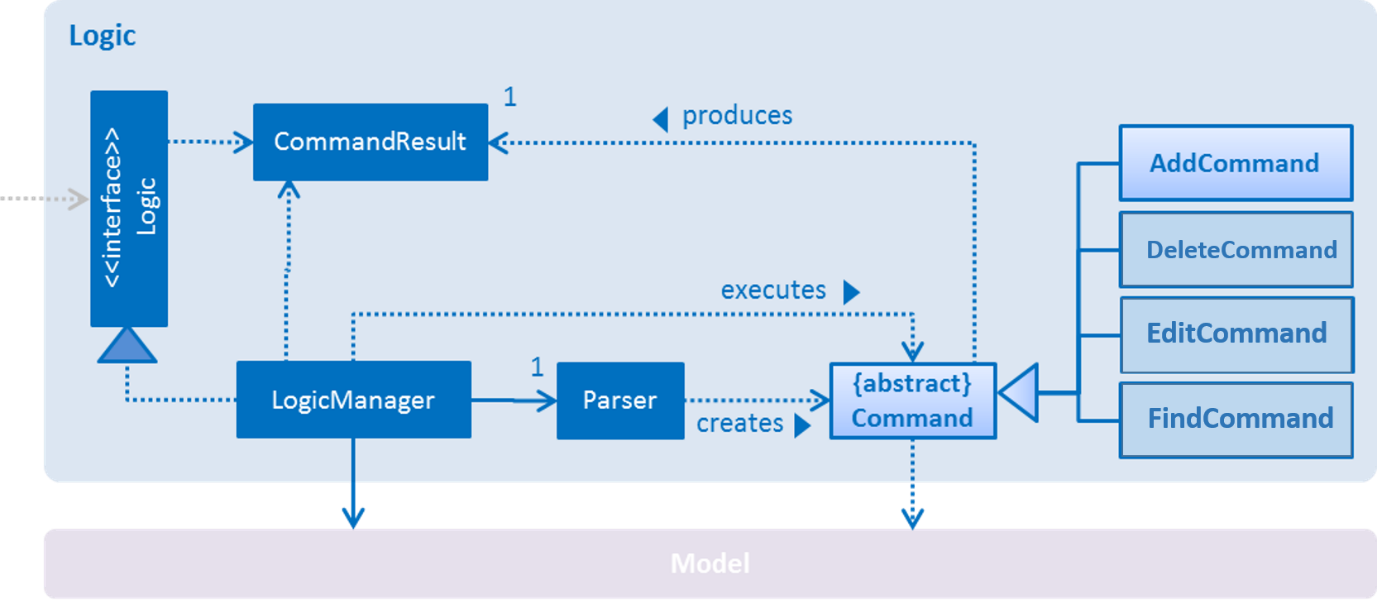 Logic
<<interface>>
Logic
CommandResult
1
produces
AddCommand
DeleteCommand
EditCommand
FindCommand
executes
LogicManager
1
Parser
creates
{abstract}
Command
Model